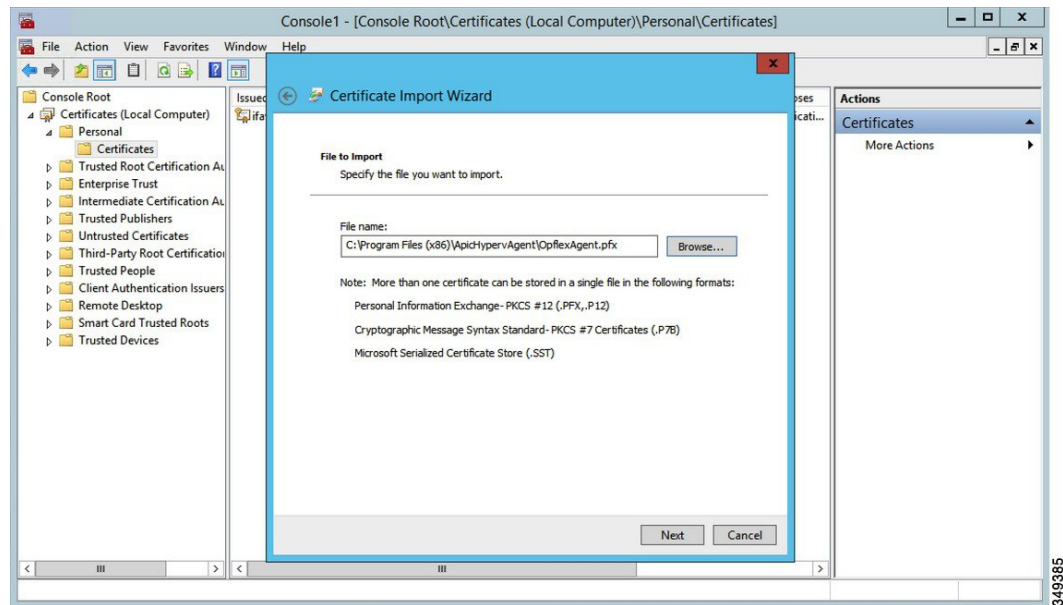 Console1 - [Console Root\Certificates (Local Computer)\Personal\Certificates]
File Action View Favorites Window Help
Console Root
Certificates (Local Computer)
Personal
Certificates
Trusted Root Certification Au
Enterprise Trust
Intermediate Certification Au
Trusted Publishers
Untrusted Certificates
Third-Party Root Certification
Trusted People
Client Authentication Issuers
Remote Desktop
Smart Card Trusted Roots
Trusted Devices
Issued
ifa
Certificate Import Wizard
File to Import
Specify the file you want to import.
File name:
C:\Program Files (x86)\ApicHypervAgent\OpflexAgent.pfx Browse...
Note: More than one certificate can be stored in a single file in the following formats:
Personal Information Exchange- PKCS #12 (.PFX,.P12)
Cryptographic Message Syntax Standard- PKCS #7 Certificates (.P7B)
Microsoft Serialized Certificate Store (.SST)
Next Cancel
oses
icati...
Actions
Certificates
More Actions
349385